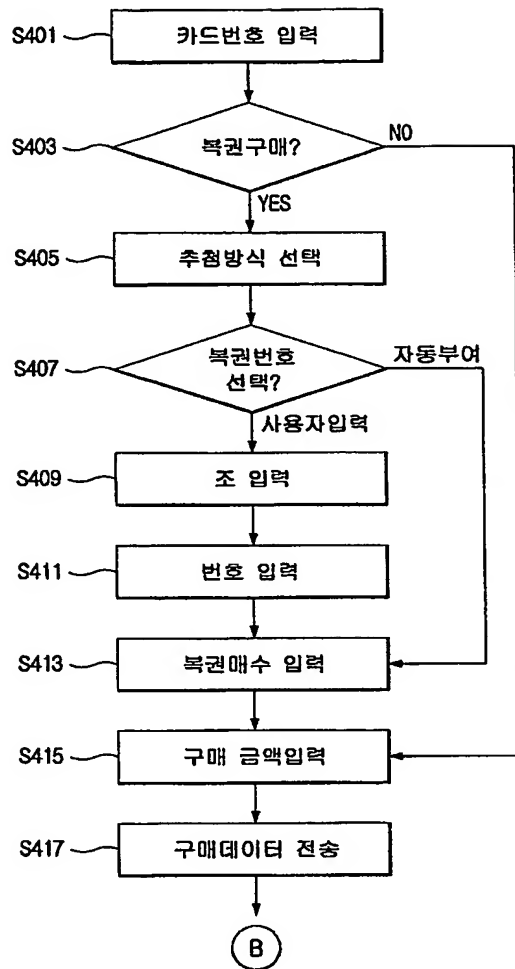 S401
카드번호 입력
S403
복권구매?
NO
YES
S405
추첨방식 선택
S407
복권번호
선택?
자동부여
사용자입력
S409
조 입력
S411
번호 입력
S413
복권매수 입력
S415
구매 금액입력
S417
구매데이터 전송
B